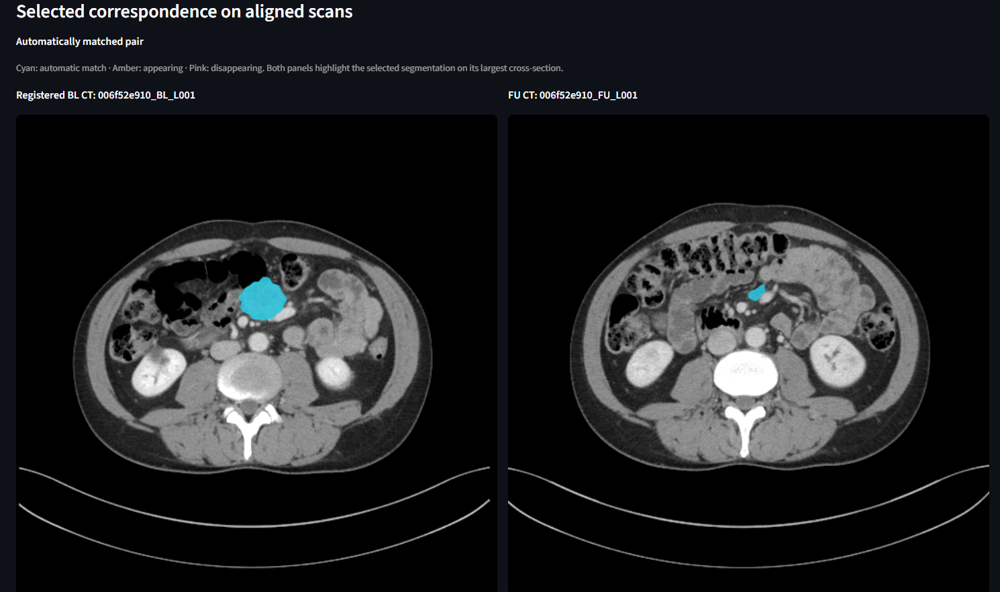 Selected correspondence on aligned scans
Automatically matched pair
Cyan: automatic match · Amber: appearing · Pink: disappearing. Both panels highlight the selected segmentation on its largest cross-section.
Registered BL CT: 006f52e910_BL_L001
FU CT: 006f52e910_FU_L001